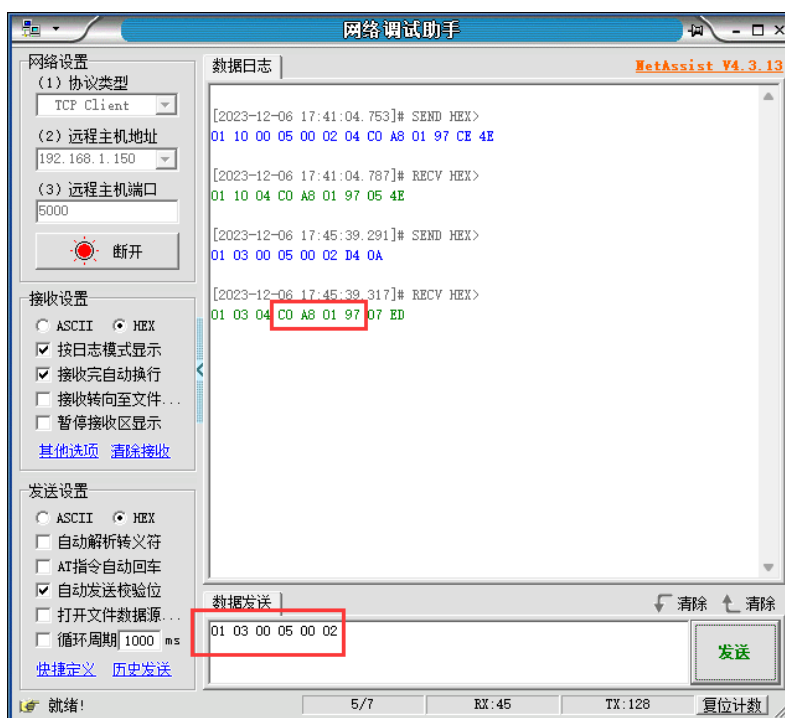 网络调试助手
网络设置
(1) 协议类型
TCP Client
(2) 远程主机地址
192.168.1.150
(3) 远程主机端口
5000
断开
接收设置
ASCII HEX
按日志模式显示
接收完自动换行
接收转向至文件...
暂停接收区显示
其他选项 清除接收
发送设置
ASCII HEX
自动解析转义符
AT指令自动回车
自动发送校验位
打开文件数据源...
循环周期 1000 ms
快捷定义 历史发送
数据日志 NetAssist V4.3.13
[2023-12-06 17:41:04.753]# SEND HEX>
01 10 00 05 00 02 04 C0 A8 01 97 CE 4E
[2023-12-06 17:41:04.787]# RECV HEX>
01 10 04 C0 A8 01 97 05 4E
[2023-12-06 17:45:39.291]# SEND HEX>
01 03 00 05 00 02 D4 0A
[2023-12-06 17:45:39.317]# RECV HEX>
01 03 04 C0 A8 01 97 07 ED
数据发送 清除 清除
01 03 00 05 00 02
发送
就绪! 5/7 RX:45 TX:128 复位计数